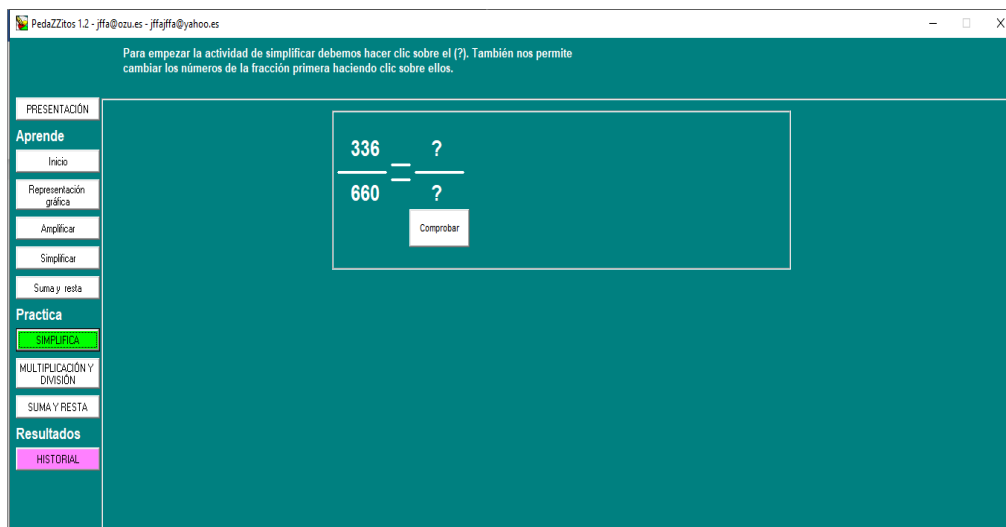 PedaZZitos 1.2 - jffa@ozu.es - jffajffa@yahoo.es
Para empezar la actividad de simplificar debemos hacer clic sobre el (?). También nos permite
cambiar los números de la fracción primera haciendo clic sobre ellos.
PRESENTACIÓN
Aprende
Inicio
Representación
gráfica
Amplificar
Simplificar
Suma y resta
Practica
SIMPLIFICA
MULTIPLICACIÓN Y
DIVISIÓN
SUMA Y RESTA
Resultados
HISTORIAL
336 = ?
660 ?
Comprobar